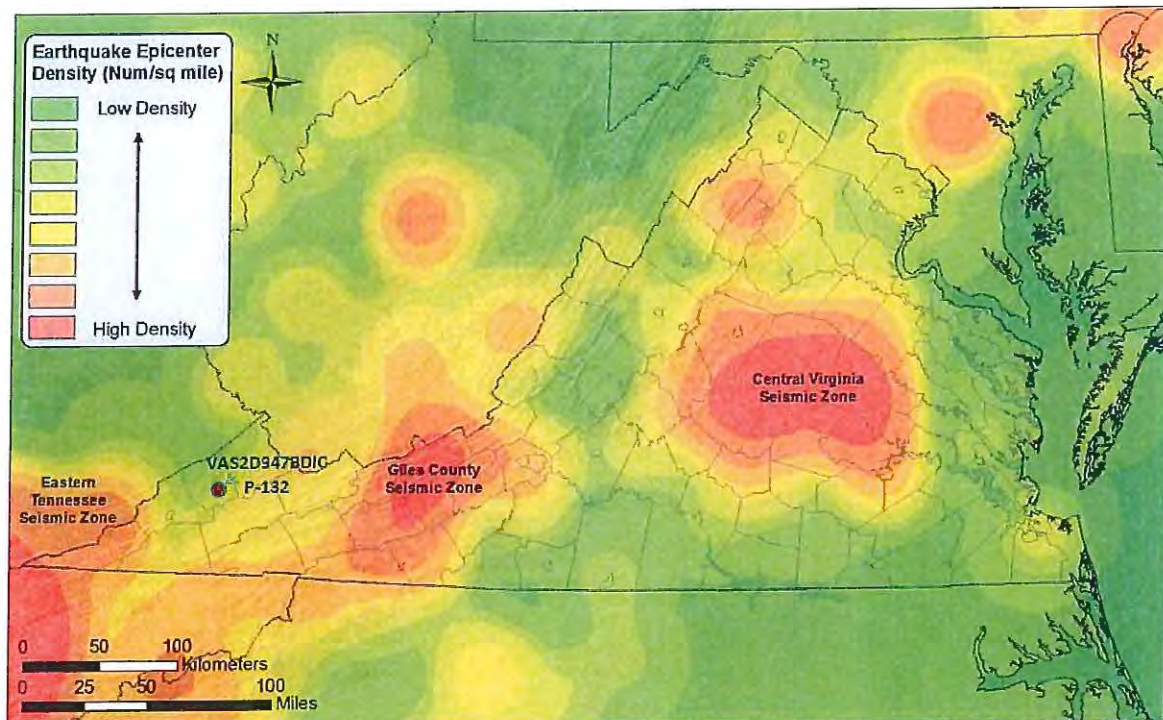 Earthquake Epicenter
Density (Num/sq mile)
Low Density
High Density
N
Central Virginia
Seismic Zone
VAS2D947BDIC
P-132
Giles County
Seismic Zone
Eastern
Tennessee
Seismic Zone
0 50 100
Kilometers
0 25 50 100
Miles